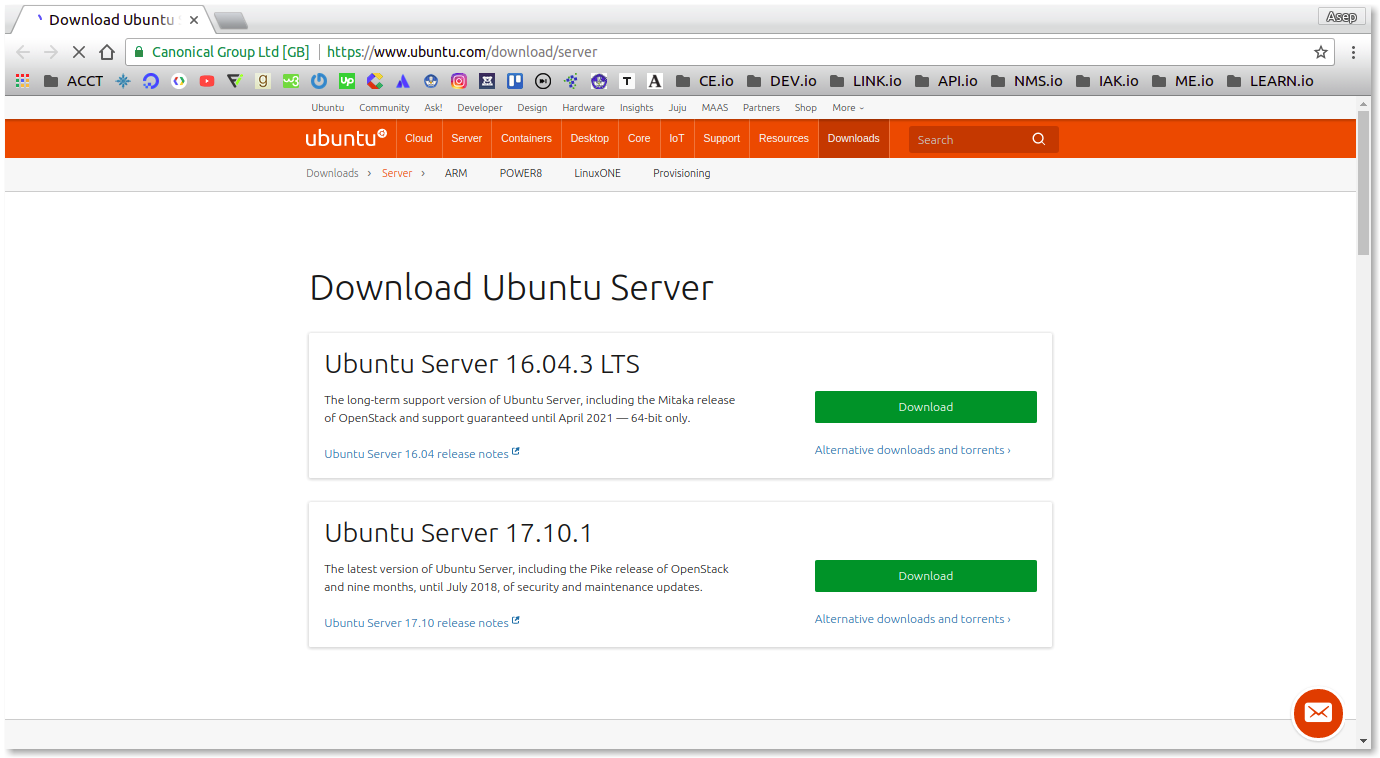 Download Ubuntu S
Asep
Canonical Group Ltd [GB] https://www.ubuntu.com/download/server
ACCT g UP T A CE.io DEV.io LINK.io API.io NMS.io IAK.io ME.io LEARN.io
Ubuntu Community Ask! Developer Design Hardware Insights Juju MAAS Partners Shop More
ubuntu Cloud Server Containers Desktop Core IoT Support Resources Downloads Search
Downloads › Server › ARM POWER8 LinuxONE Provisioning
Download Ubuntu Server
Ubuntu Server 16.04.3 LTS
The long-term support version of Ubuntu Server, including the Mitaka release
of OpenStack and support guaranteed until April 2021 — 64-bit only.
Download
Ubuntu Server 16.04 release notes
Alternative downloads and torrents ›
Ubuntu Server 17.10.1
The latest version of Ubuntu Server, including the Pike release of OpenStack
and nine months, until July 2018, of security and maintenance updates.
Download
Ubuntu Server 17.10 release notes
Alternative downloads and torrents ›